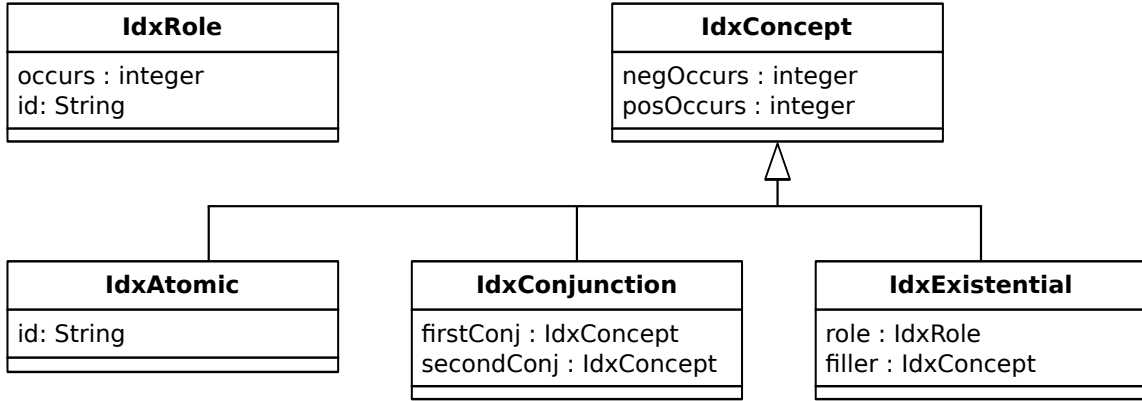 IdxRole
occurs : integer
id: String
IdxConcept
negOccurs : integer
posOccurs : integer
IdxAtomic
id: String
IdxConjunction
firstConj : IdxConcept
secondConj : IdxConcept
IdxExistential
role : IdxRole
filler : IdxConcept